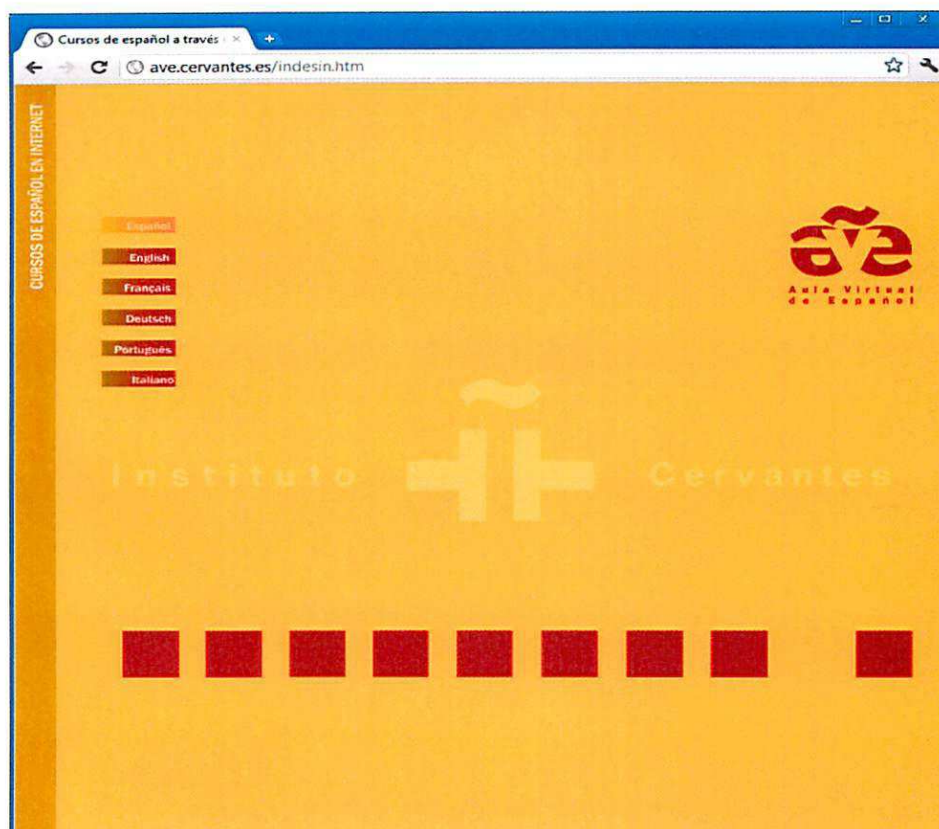 Cursos de español a través
ave.cervantes.es/indesin.htm
CURSOS DE ESPAÑOL EN INTERNET
Español
English
Français
Deutsch
Português
Italiano
ave
Aula Virtual
de Español
Instituto Cervantes